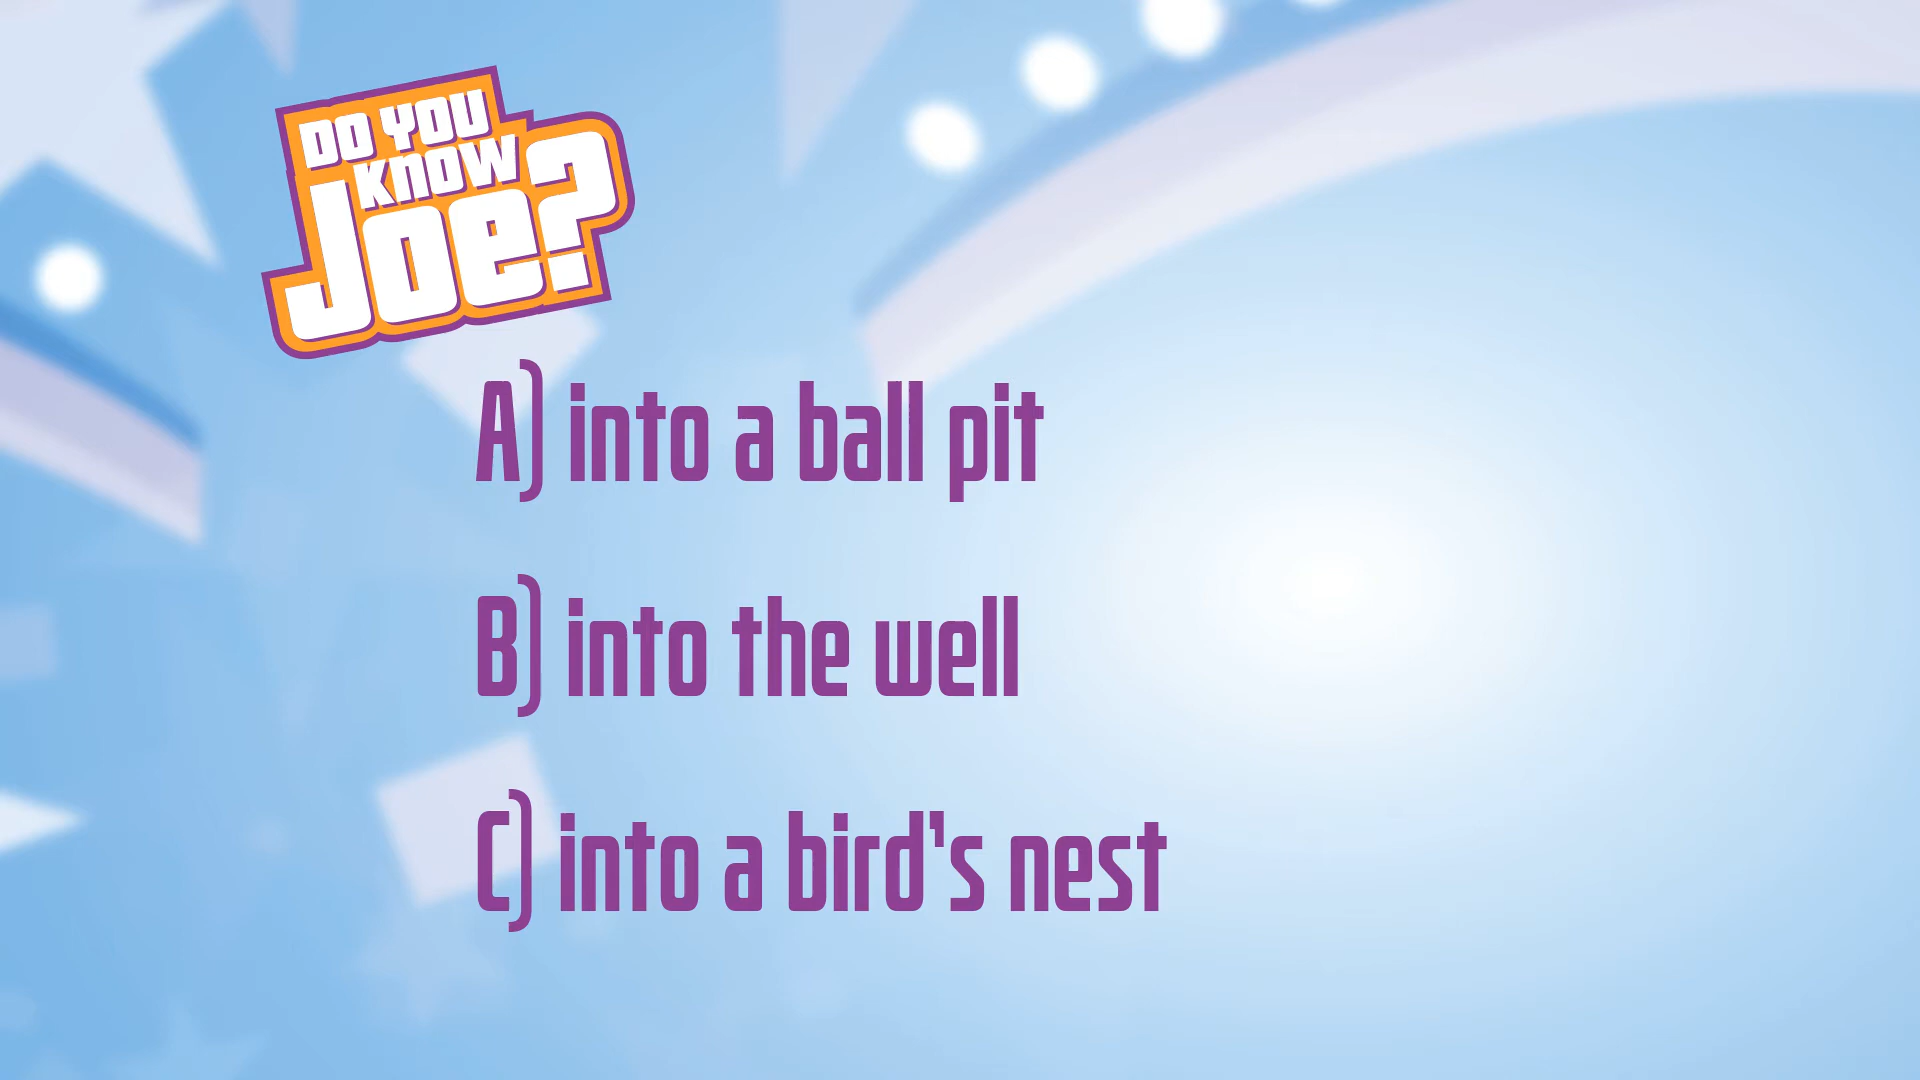 DO YOU
KNOW
Joe?
A) into a ball pit
B) into the well
C) into a bird's nest